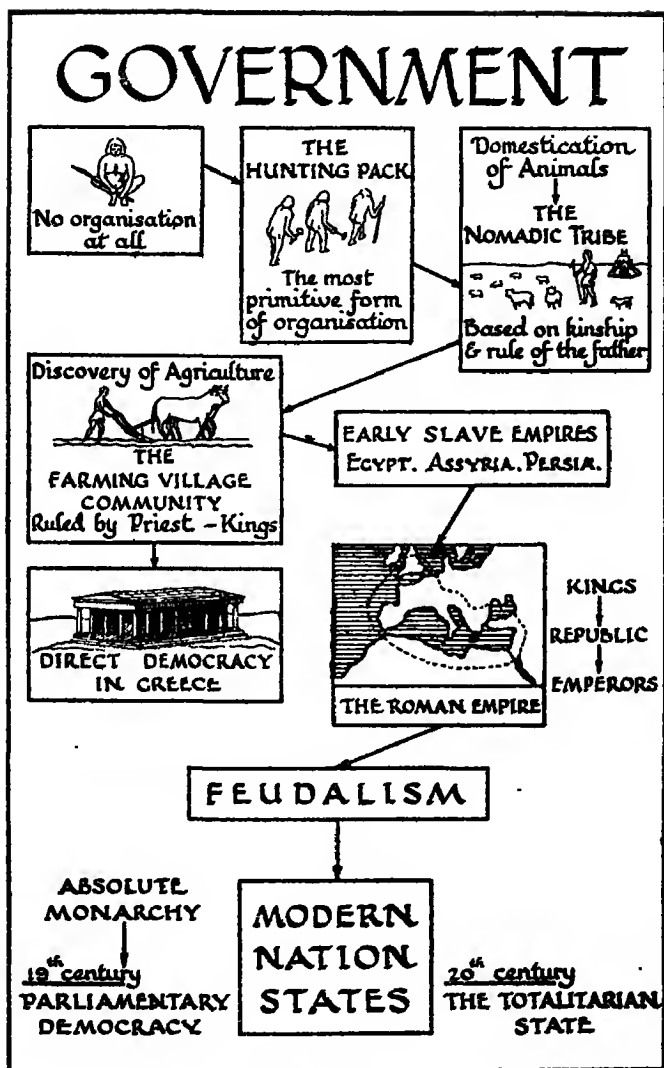 GOVERNMENT
No organisation
at all
THE
HUNTING PACK
The most
primitive form
of organisation
Domestication
of Animals
THE
NOMADIC TRIBE
Based on kinship
& rule of the father
Discovery of Agriculture
THE
FARMING VILLAGE
COMMUNITY
Ruled by Priest - Kings
EARLY SLAVE EMPIRES
EGYPT. ASSYRIA. PERSIA.
DIRECT DEMOCRACY
IN GREECE
THE ROMAN EMPIRE
KINGS
REPUBLIC
EMPERORS
FEUDALISM
ABSOLUTE
MONARCHY
19th century
PARLIAMENTARY
DEMOCRACY
MODERN
NATION
STATES
20th century
THE TOTALITARIAN
STATE